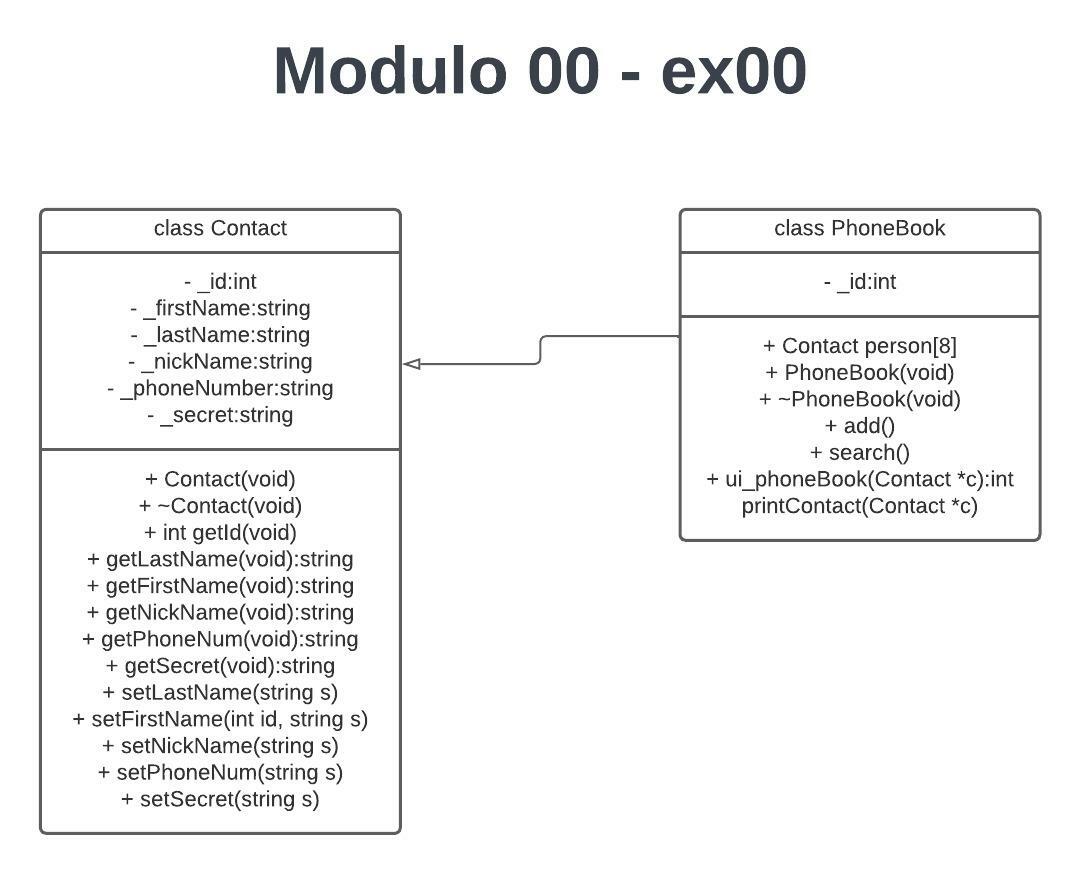 Modulo 00 - ex00
class Contact
- _id:int
- _firstName:string
- _lastName:string
- _nickName:string
- _phoneNumber:string
- _secret:string
+ Contact(void)
+ ~Contact(void)
+ int getId(void)
+ getLastName(void):string
+ getFirstName(void):string
+ getNickName(void):string
+ getPhoneNum(void):string
+ getSecret(void):string
+ setLastName(string s)
+ setFirstName(int id, string s)
+ setNickName(string s)
+ setPhoneNum(string s)
+ setSecret(string s)
class PhoneBook
- _id:int
+ Contact person[8]
+ PhoneBook(void)
+ ~PhoneBook(void)
+ add()
+ search()
+ ui_phoneBook(Contact *c):int
printContact(Contact *c)